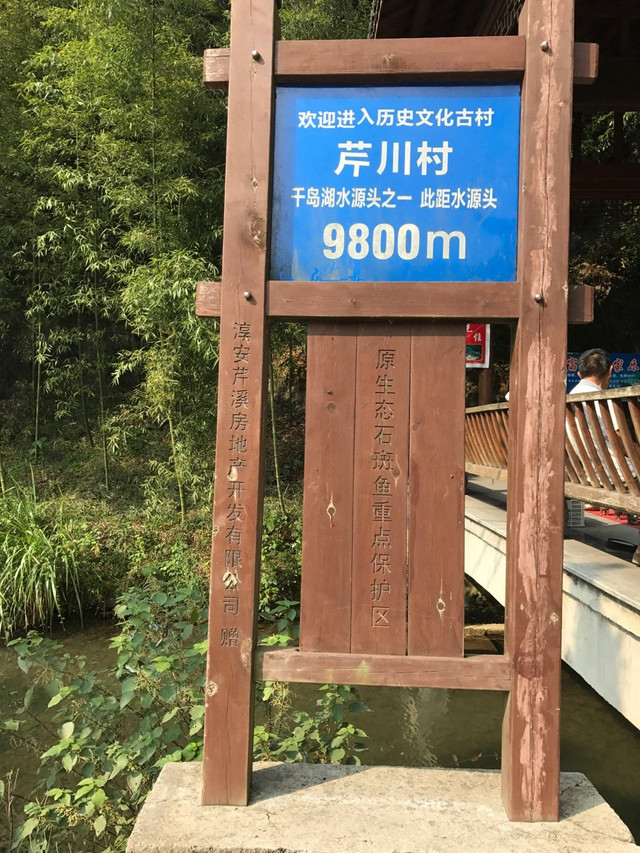 欢迎进入历史文化古村
芹川村
千岛湖水源头之一 此距水源头
9800m
原生态石斑鱼重点保护区
淳安芹溪房地产开发有限公司 赠